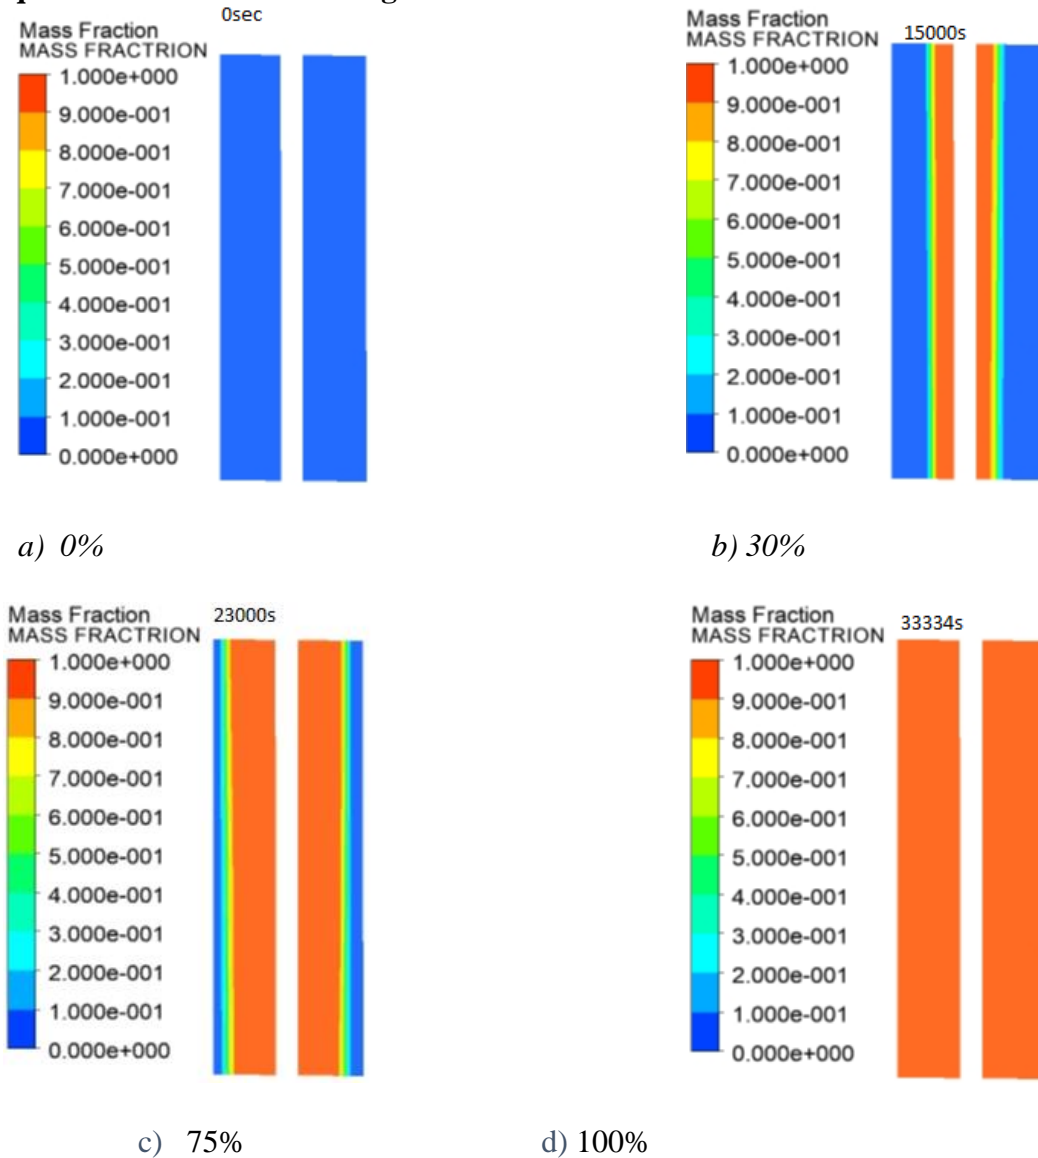 0sec
Mass Fraction
MASS FRACTRION
1.000e+000
9.000e-001
8.000e-001
7.000e-001
6.000e-001
5.000e-001
4.000e-001
3.000e-001
2.000e-001
1.000e-001
0.000e+000
a) 0%
Mass Fraction
MASS FRACTRION
15000s
1.000e+000
9.000e-001
8.000e-001
7.000e-001
6.000e-001
5.000e-001
4.000e-001
3.000e-001
2.000e-001
1.000e-001
0.000e+000
b) 30%
Mass Fraction
MASS FRACTRION
23000s
1.000e+000
9.000e-001
8.000e-001
7.000e-001
6.000e-001
5.000e-001
4.000e-001
3.000e-001
2.000e-001
1.000e-001
0.000e+000
c) 75%
Mass Fraction
MASS FRACTRION
33334s
1.000e+000
9.000e-001
8.000e-001
7.000e-001
6.000e-001
5.000e-001
4.000e-001
3.000e-001
2.000e-001
1.000e-001
0.000e+000
d) 100%